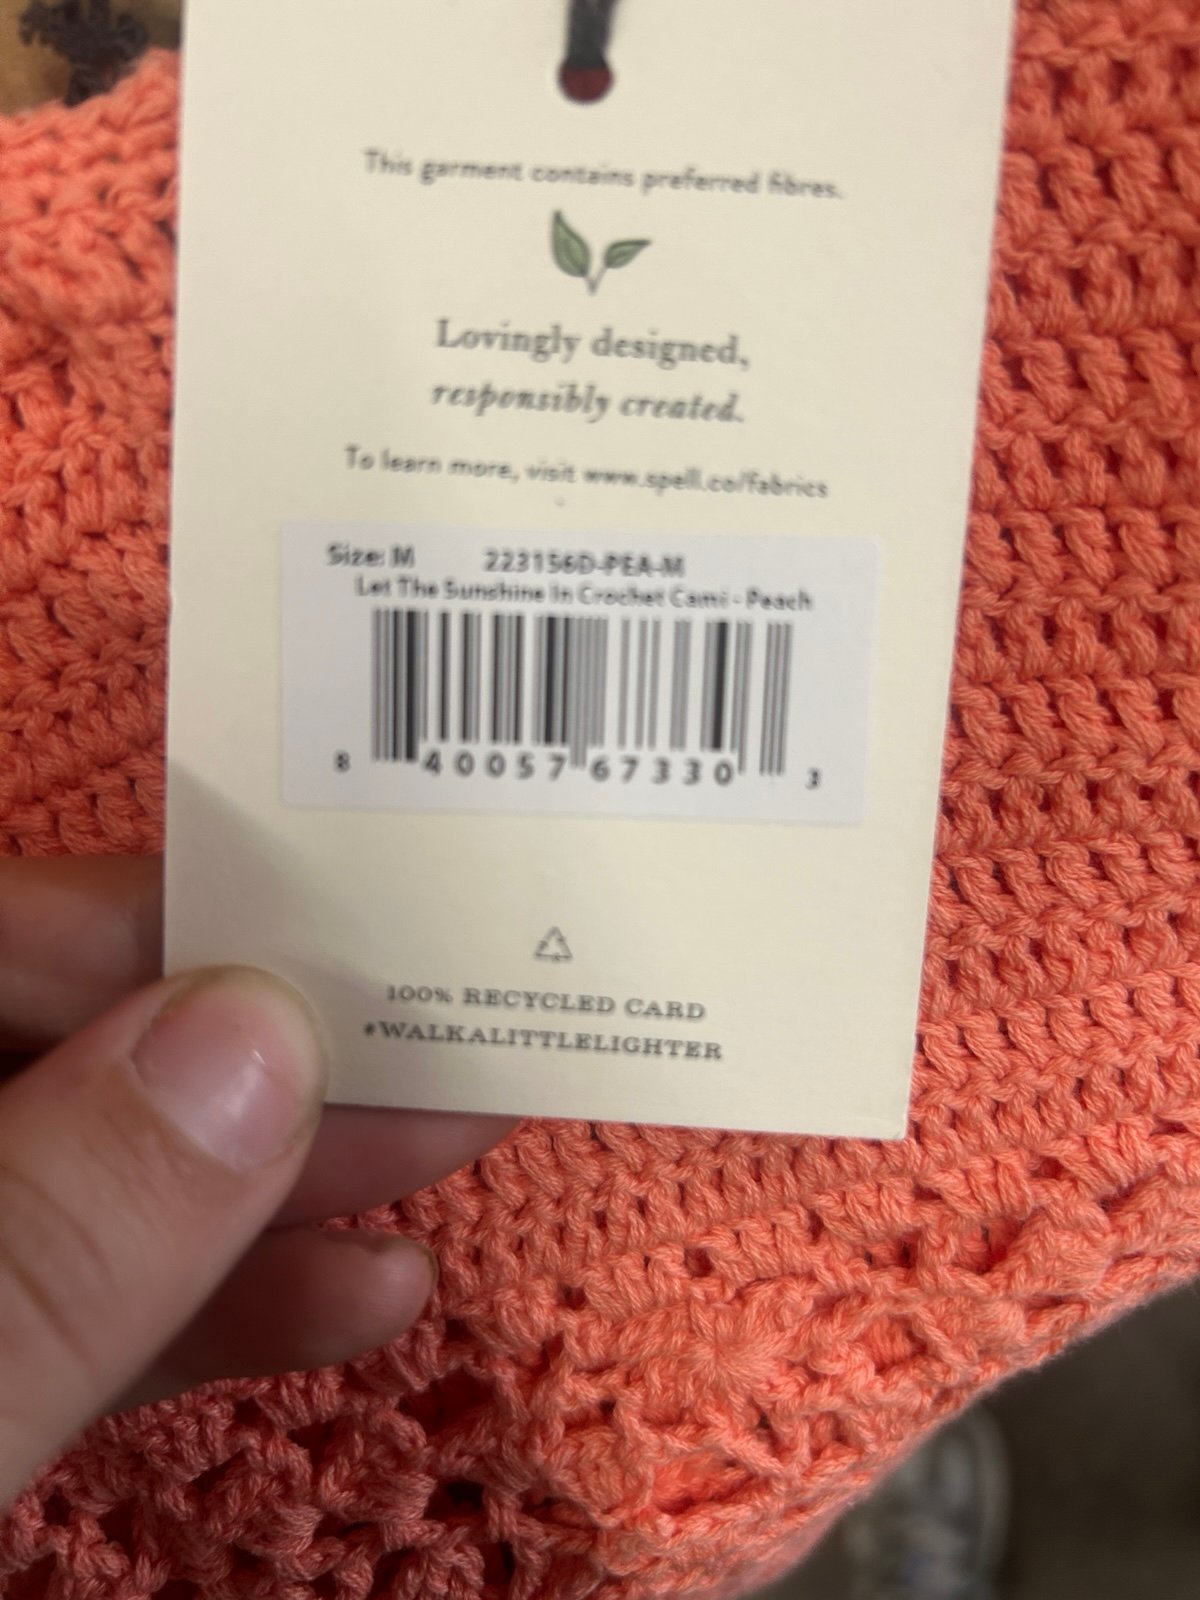 This garment contains preferred fibres.
Lovingly designed,
responsibly created.
To learn more, visit www.spell.co/fabrics
Size: M 223156D-PEA-M
Let The Sunshine In Crochet Cami - Peach
8 40057 67330 3
100% RECYCLED CARD
#WALKALITTLELIGHTER